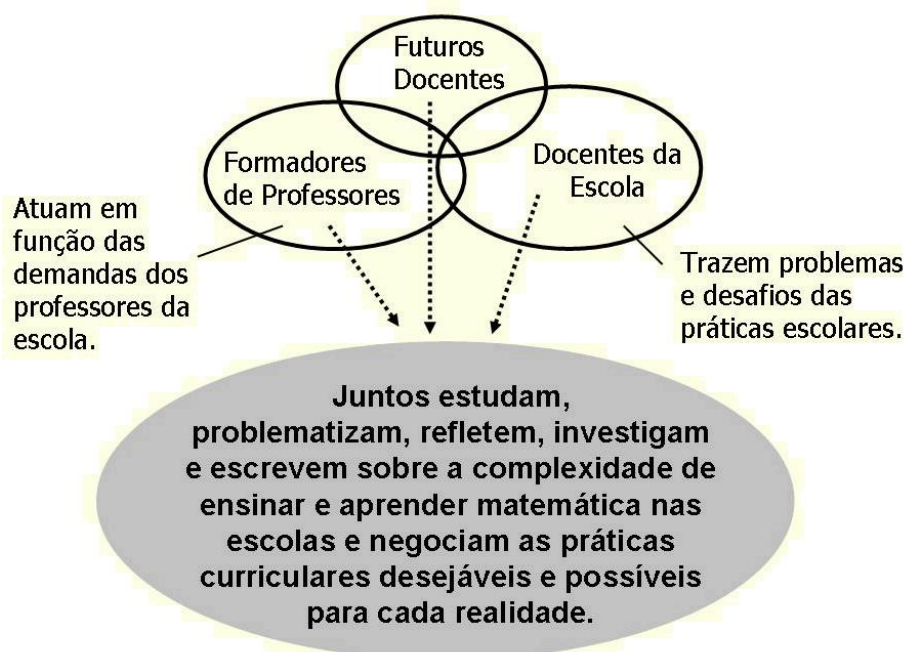 Futuros
Docentes
Formadores
de Professores
Docentes da
Escola
Atuam em
função das
demandas dos
professores da
escola.
Trazem problemas
e desafios das
práticas escolares.
Juntos estudam,
problematizam, refletem, investigam
e escrevem sobre a complexidade de
ensinar e aprender matemática nas
escolas e negociam as práticas
curriculares desejáveis e possíveis
para cada realidade.